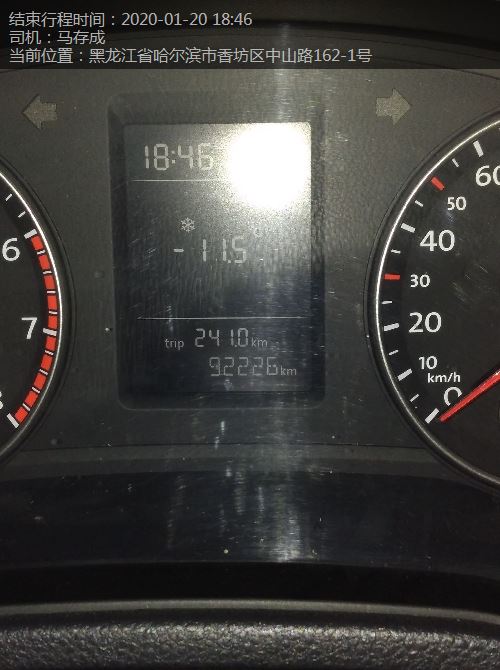 结束行程时间：2020-01-20 18:46
司机：马存成
当前位置：黑龙江省哈尔滨市香坊区中山路162-1号
18:46
-11.5°
trip 241.0 km
92226 km
6
7
60
50
40
30
20
10
km/h
0